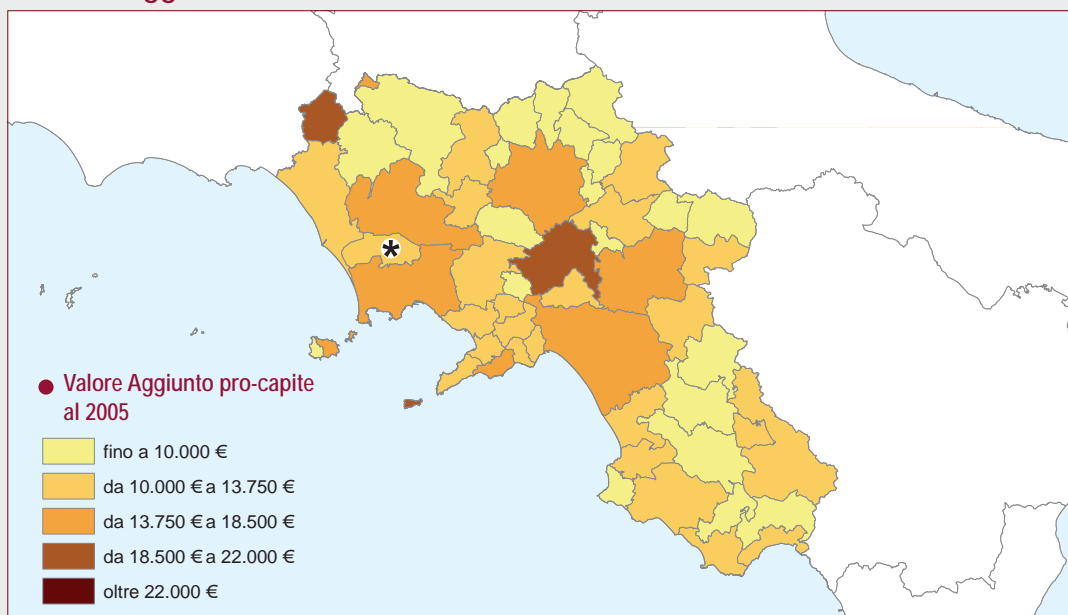 ● Valore Aggiunto pro-capite
al 2005
fino a 10.000 €
da 10.000 € a 13.750 €
da 13.750 € a 18.500 €
da 18.500 € a 22.000 €
oltre 22.000 €
*